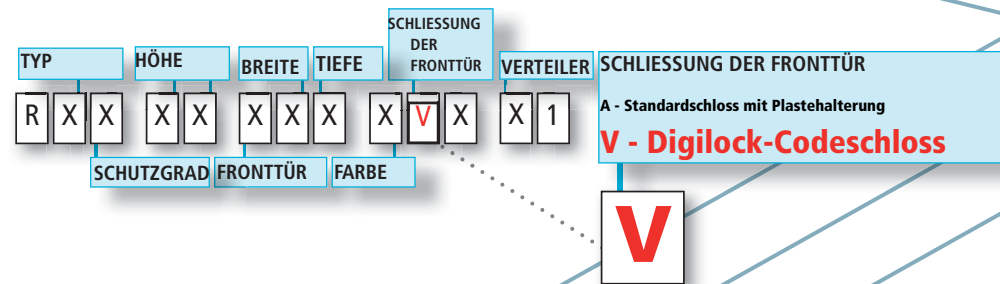 SCHLIESSUNG
DER
FRONTTÜR
TYP
HÖHE
BREITE
TIEFE
VERTEILER
R X X X X X X X X V X X 1
SCHUTZGRAD
FRONTTÜR
FARBE
SCHLIESSUNG DER FRONTTÜR
A - Standardschloss mit Plastehalterung
V - Digilock-Codeschloss
V